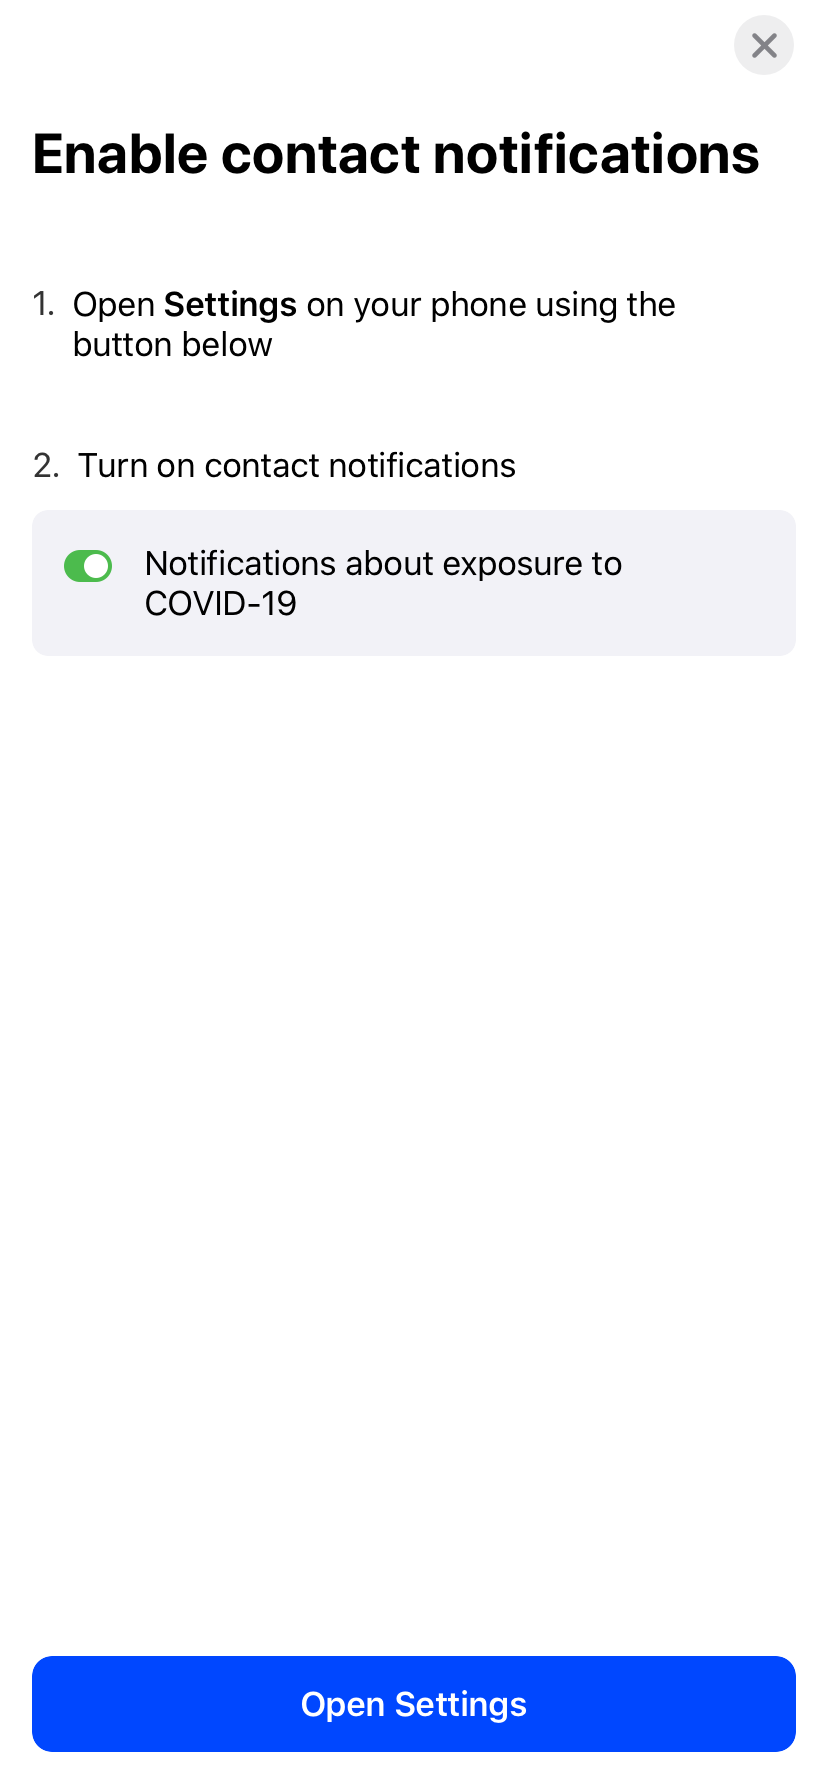 Enable contact notifications
1. Open Settings on your phone using the
button below
2. Turn on contact notifications
Notifications about exposure to
COVID-19
Open Settings